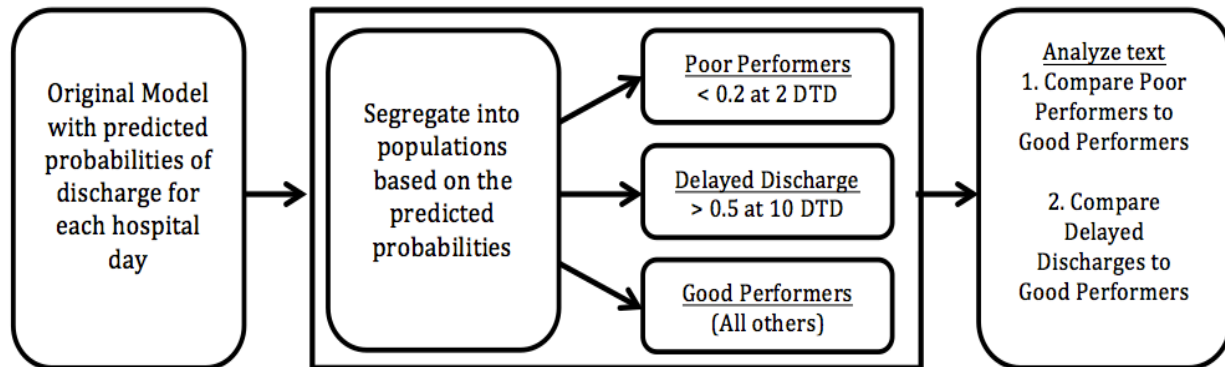 Original Model
with predicted
probabilities of
discharge for
each hospital
day
Segregate into
populations
based on the
predicted
probabilities
Poor Performers
< 0.2 at 2 DTD
Delayed Discharge
> 0.5 at 10 DTD
Good Performers
(All others)
Analyze text
1. Compare Poor
Performers to
Good Performers
2. Compare
Delayed
Discharges to
Good Performers